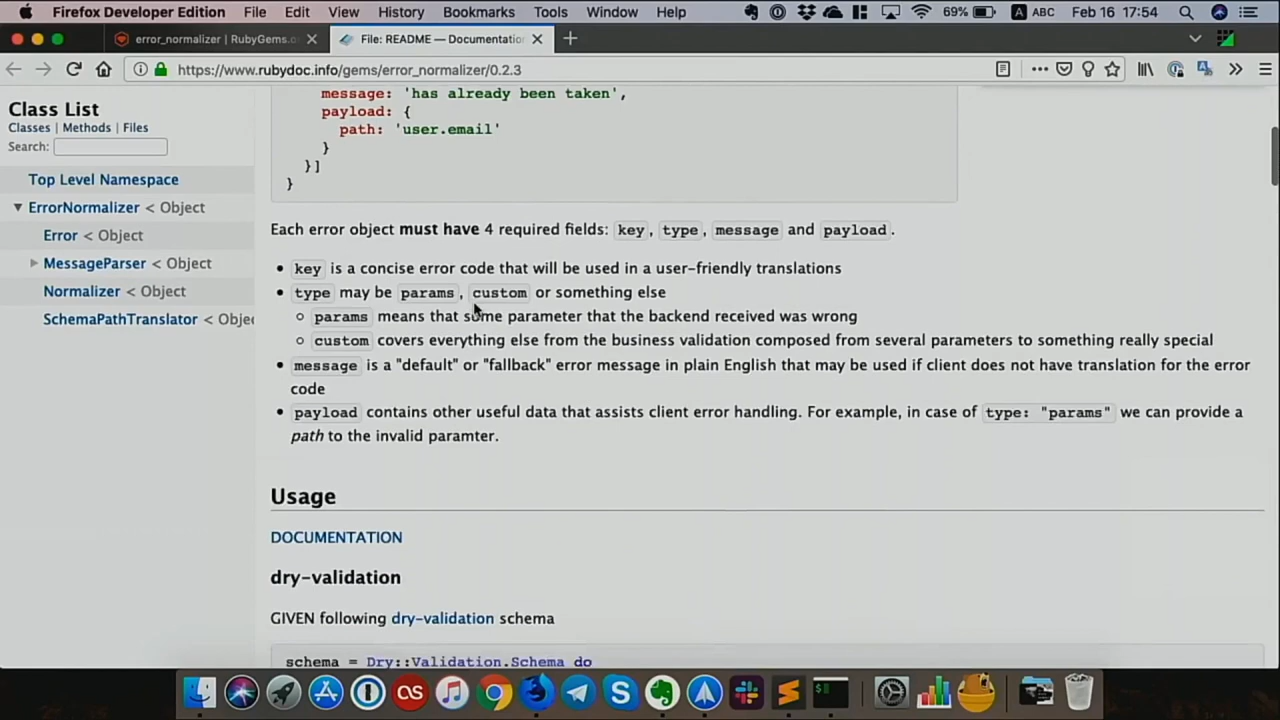 Firefox Developer Edition File Edit View History Bookmarks Tools Window Help 69% A ABC Feb 16 17:54
error_normalizer | RubyGems.o
File: README — Documentatio
https://www.rubydoc.info/gems/error_normalizer/0.2.3
Class List
Classes | Methods | Files
Search:
Top Level Namespace
ErrorNormalizer < Object
Error < Object
MessageParser < Object
Normalizer < Object
SchemaPathTranslator < Obje
message: 'has already been taken',
payload: {
path: 'user.email'
}
}]
}
Each error object must have 4 required fields: key, type, message and payload.
• key is a concise error code that will be used in a user-friendly translations
• type may be params, custom or something else
params means that some parameter that the backend received was wrong
custom covers everything else from the business validation composed from several parameters to something really special
• message is a "default" or "fallback" error message in plain English that may be used if client does not have translation for the error
code
• payload contains other useful data that assists client error handling. For example, in case of type: "params" we can provide a
path to the invalid paramter.
Usage
DOCUMENTATION
dry-validation
GIVEN following dry-validation schema
schema = Dry::Validation.Schema do